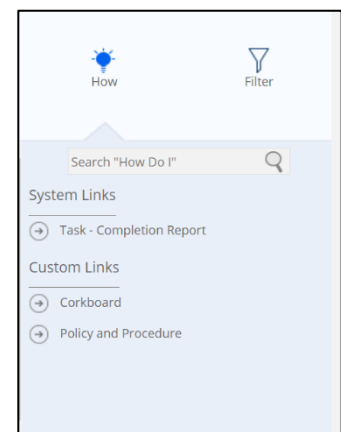 How Filter
Search "How Do I"
System Links
Task - Completion Report
Custom Links
Corkboard
Policy and Procedure